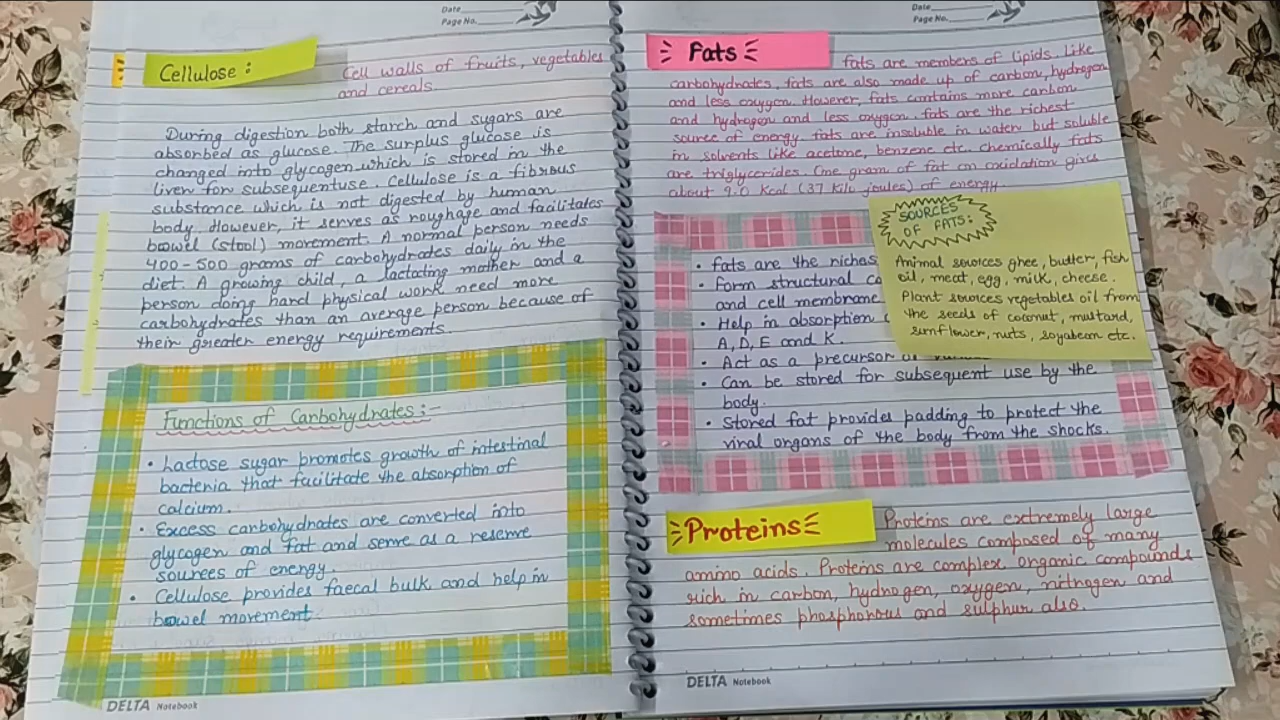 Date
Page No.
Cellulose :
Cell walls of fruits, vegetables
and cereals.
During digestion both starch and sugars are
absorbed as glucose. The surplus glucose is
changed into glycogen which is stored in the
liver for subsequentuse. Cellulose is a fibrous
substance which is not digested by human
body. However, it serves as roughage and facilitates
bowel (stool) movement. A normal person needs
400-500 grams of carbohydrates daily in the
diet. A growing child, a lactating mother and a
person doing hard physical work need more
carbohydrates than an average person because of
their greater energy requirements.
Functions of Carbohydrates :-
• Lactose sugar promotes growth of intestinal
bacteria that facilitate the absorption of
calcium.
• Excess carbohydrates are converted into
glycogen and fat and serve as a reserve
sources of energy.
• Cellulose provides faecal bulk and help in
bowel movement.
DELTA Notebook
Date
Page No.
Fats
fats are members of lipids. Like
carbohydrates, fats are also made up of carbon, hydrogen
and less oxygen. However, fats contains more carbon
and hydrogen and less oxygen. fats are the richest
source of energy. fats are insoluble in water but soluble
in solvents like acetone, benzene etc. chemically fats
are triglycerides. One gram of fat on oxidation gives
about 9.0 Kcal (37 Kilo joules) of energy.
SOURCES
OF FATS:
Animal sources ghee, butter, fish
oil, meat, egg, milk, cheese.
Plant sources vegetables oil from
the seeds of coconut, mustard,
sunflower, nuts, soyabean etc.
• fats are the riches
• Form structural co
and cell membrane
• Help in absorption
A, D, E and K.
• Act as a precursor
• Can be stored for subsequent use by the
body.
• Stored fat provides padding to protect the
viral organs of the body from the shocks.
Proteins
Proteins are extremely large
molecules composed of many
amino acids. Proteins are complex organic compounds
rich in carbon, hydrogen, oxygen, nitrogen and
sometimes phosphorous and sulphur also.
DELTA Notebook